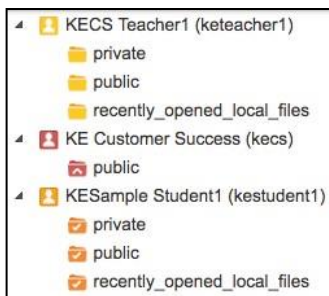 KECS Teacher1 (keteacher1)
private
public
recently_opened_local_files
KE Customer Success (kecs)
public
KESample Student1 (kestudent1)
private
public
recently_opened_local_files